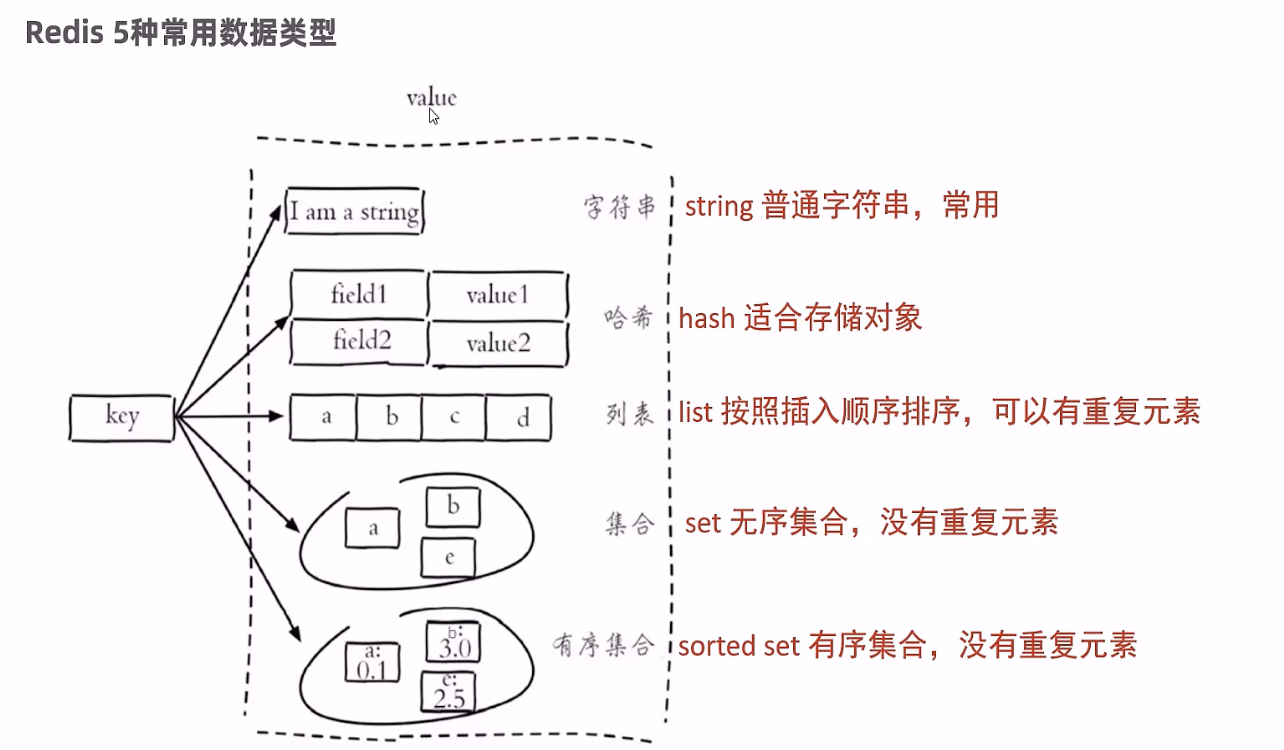 Redis 5种常用数据类型
value
I am a string
字符串
string 普通字符串，常用
field1 value1
field2 value2
哈希
hash 适合存储对象
key
a b c d
列表
list 按照插入顺序排序，可以有重复元素
a
b
e
集合
set 无序集合，没有重复元素
a:
0.1
b:
3.0
e:
2.5
有序集合
sorted set 有序集合，没有重复元素